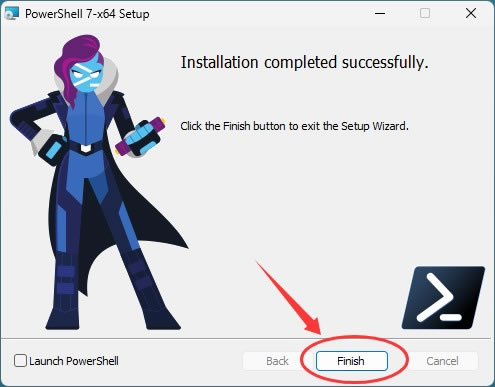 PowerShell 7-x64 Setup
Installation completed successfully.
Click the Finish button to exit the Setup Wizard.
Launch PowerShell
Back
Finish
Cancel